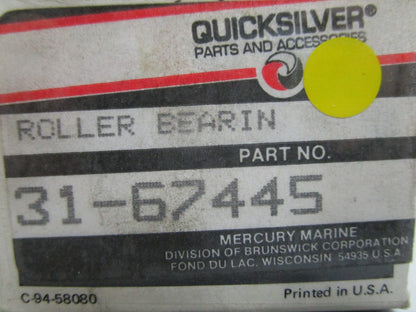 QUICKSILVER®
PARTS AND ACCESSORIES
ROLLER BEARIN
PART NO.
31-67445
MERCURY MARINE
DIVISION OF BRUNSWICK CORPORATION
FOND DU LAC, WISCONSIN 54935 U.S.A.
C-94-58080
Printed in U.S.A.